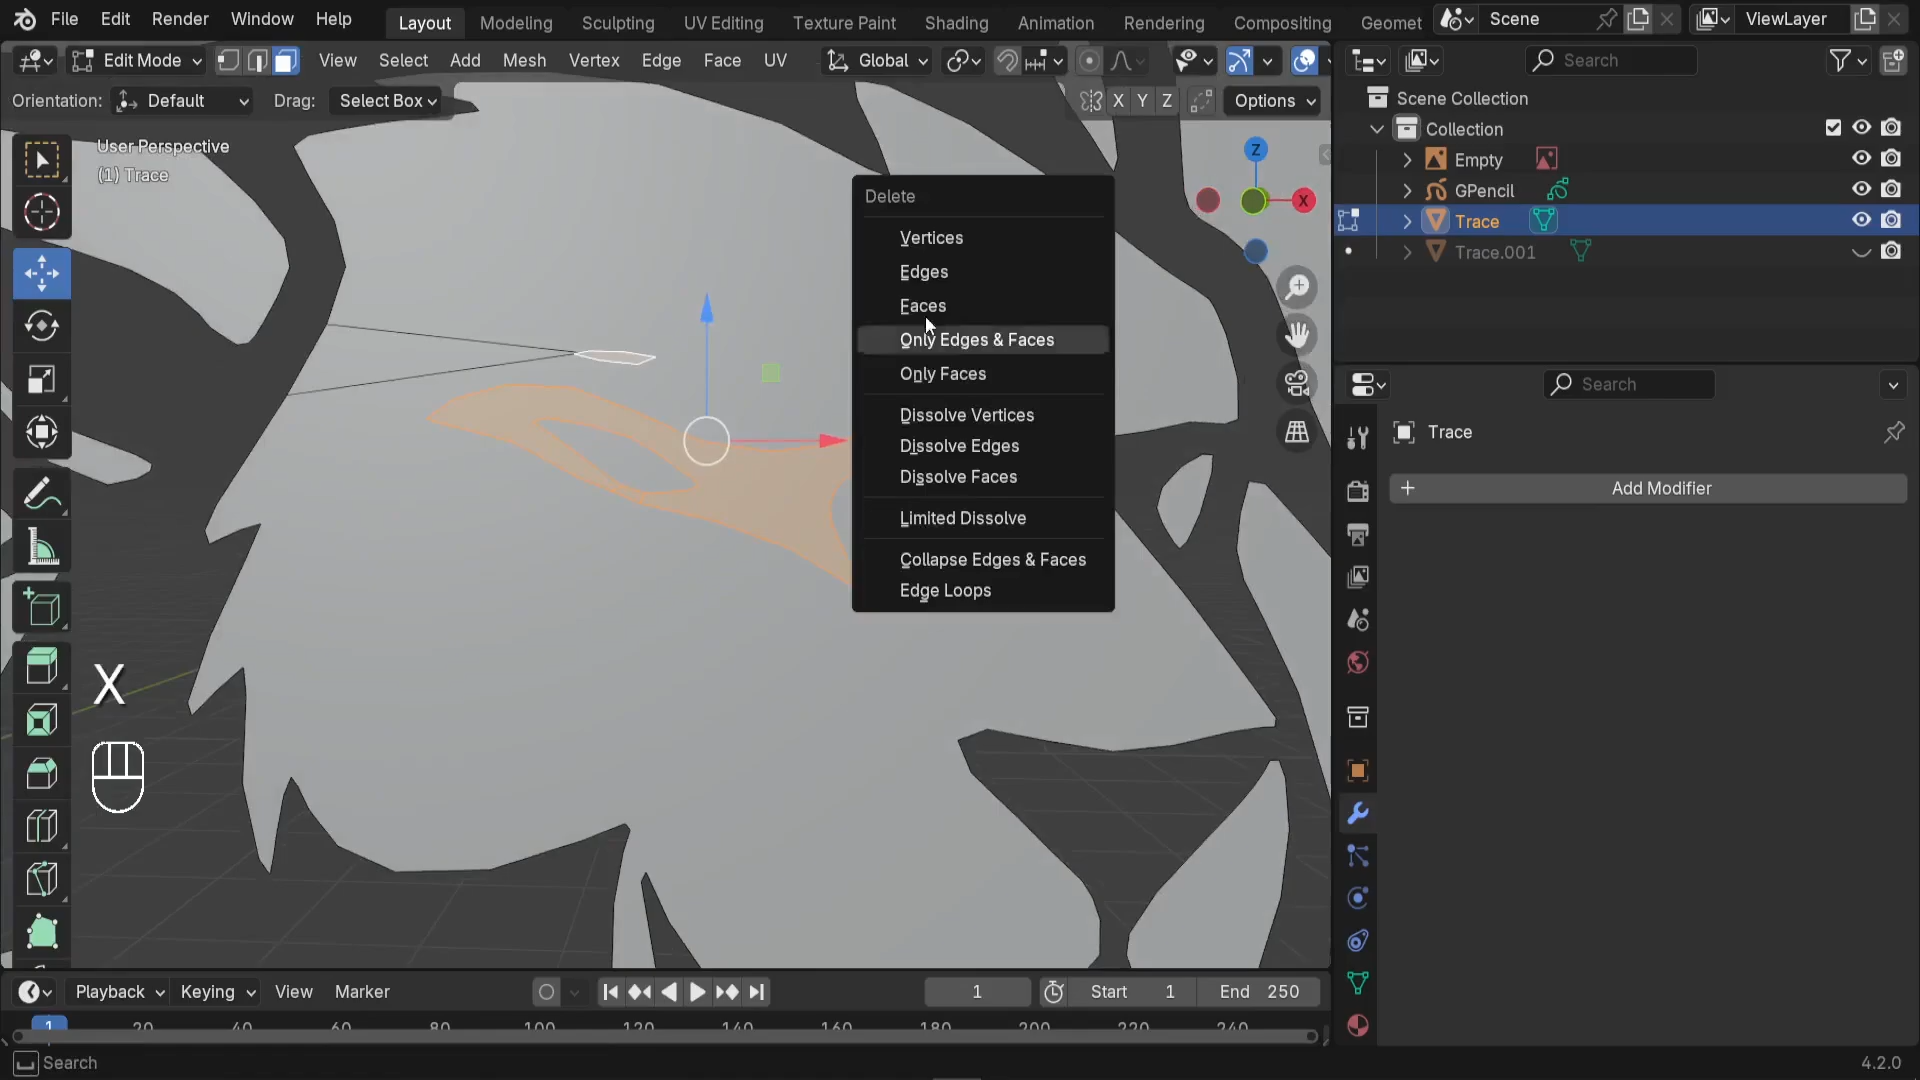 File Edit Render Window Help Layout Modeling Sculpting UV Editing Texture Paint Shading Animation Rendering Compositing Geomet Scene ViewLayer
Edit Mode View Select Add Mesh Vertex Edge Face UV Global Search
Orientation: Default Drag: Select Box X Y Z Options
User Perspective
(1) Trace
Z
X
Scene Collection
Collection
Empty
GPencil
Trace
Trace.001
Delete
Vertices
Edges
Faces
Only Edges & Faces
Only Faces
Dissolve Vertices
Dissolve Edges
Dissolve Faces
Limited Dissolve
Collapse Edges & Faces
Edge Loops
Search
Trace
Add Modifier
X
Playback Keying View Marker 1 Start 1 End 250
1 20 40 60 80 100 120 140 160 180 200 220 240
Search 4.2.0